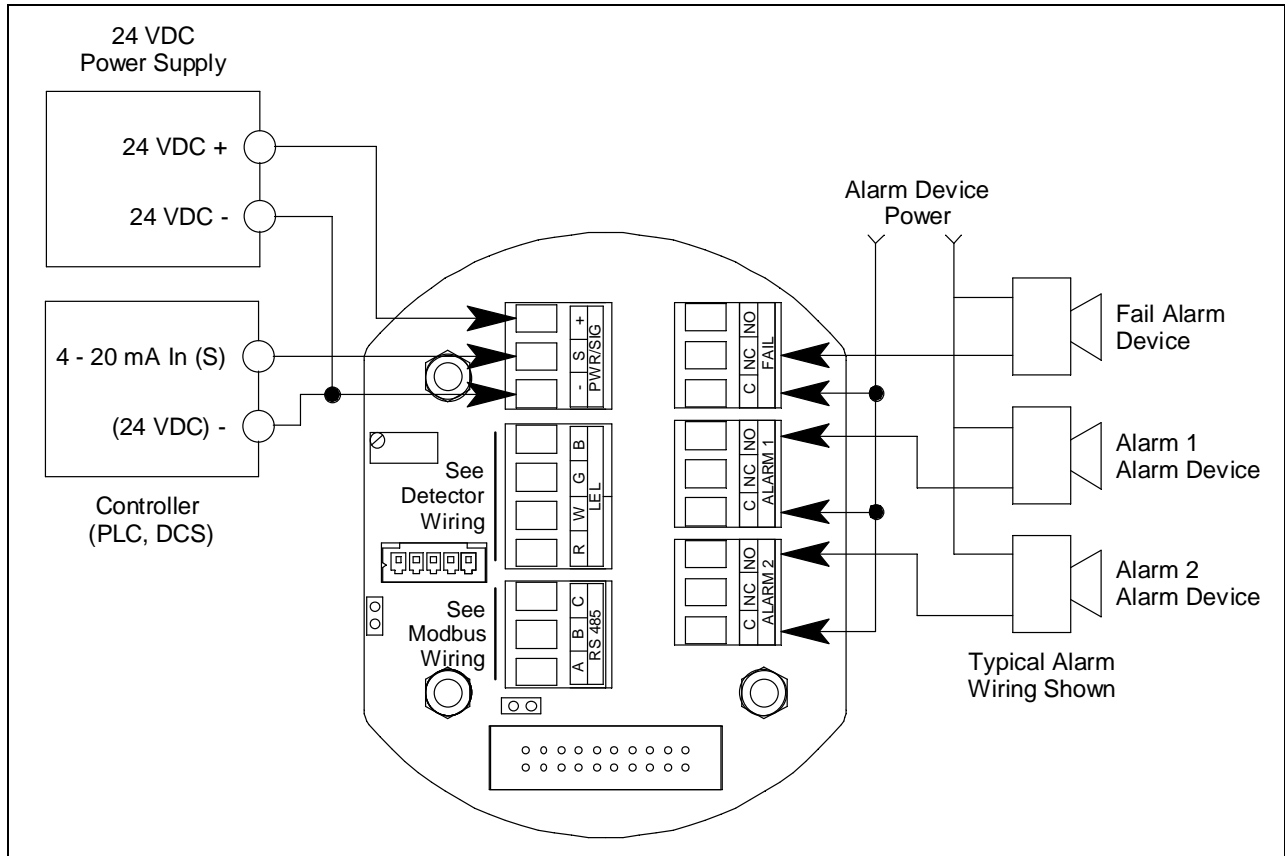 24 VDC
Power Supply
24 VDC +
24 VDC -
4 - 20 mA In (S)
(24 VDC) -
Controller
(PLC, DCS)
+
S
-
PWR/SIG
See
Detector
Wiring
B
G
W
R
LEL
See
Modbus
Wiring
C
B
A
RS 485
Alarm Device
Power
NO
NC
C
FAIL
NO
NC
C
ALARM 1
NO
NC
C
ALARM 2
Fail Alarm
Device
Alarm 1
Alarm Device
Alarm 2
Alarm Device
Typical Alarm
Wiring Shown